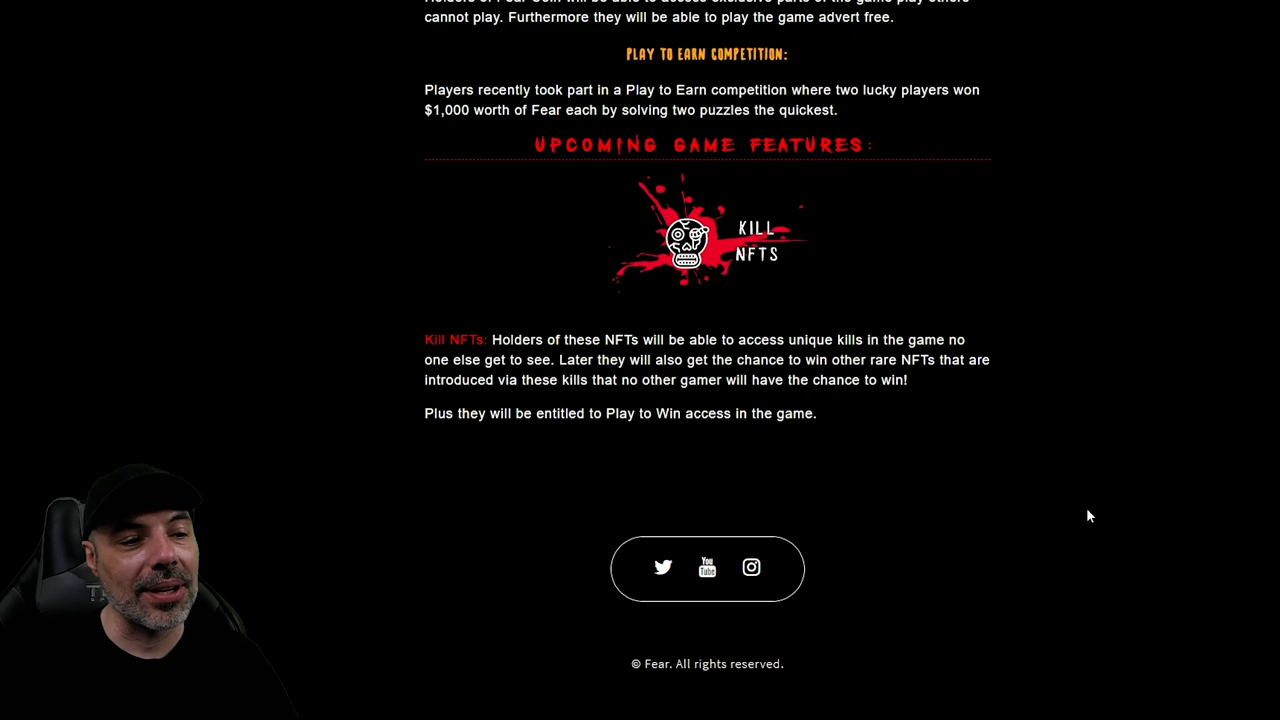 cannot play. Furthermore they will be able to play the game advert free.
PLAY TO EARN COMPETITION:
Players recently took part in a Play to Earn competition where two lucky players won
$1,000 worth of Fear each by solving two puzzles the quickest.
UPCOMING GAME FEATURES:
KILL
NFTS
Kill NFTs: Holders of these NFTs will be able to access unique kills in the game no
one else get to see. Later they will also get the chance to win other rare NFTs that are
introduced via these kills that no other gamer will have the chance to win!
Plus they will be entitled to Play to Win access in the game.
You
Tube
© Fear. All rights reserved.